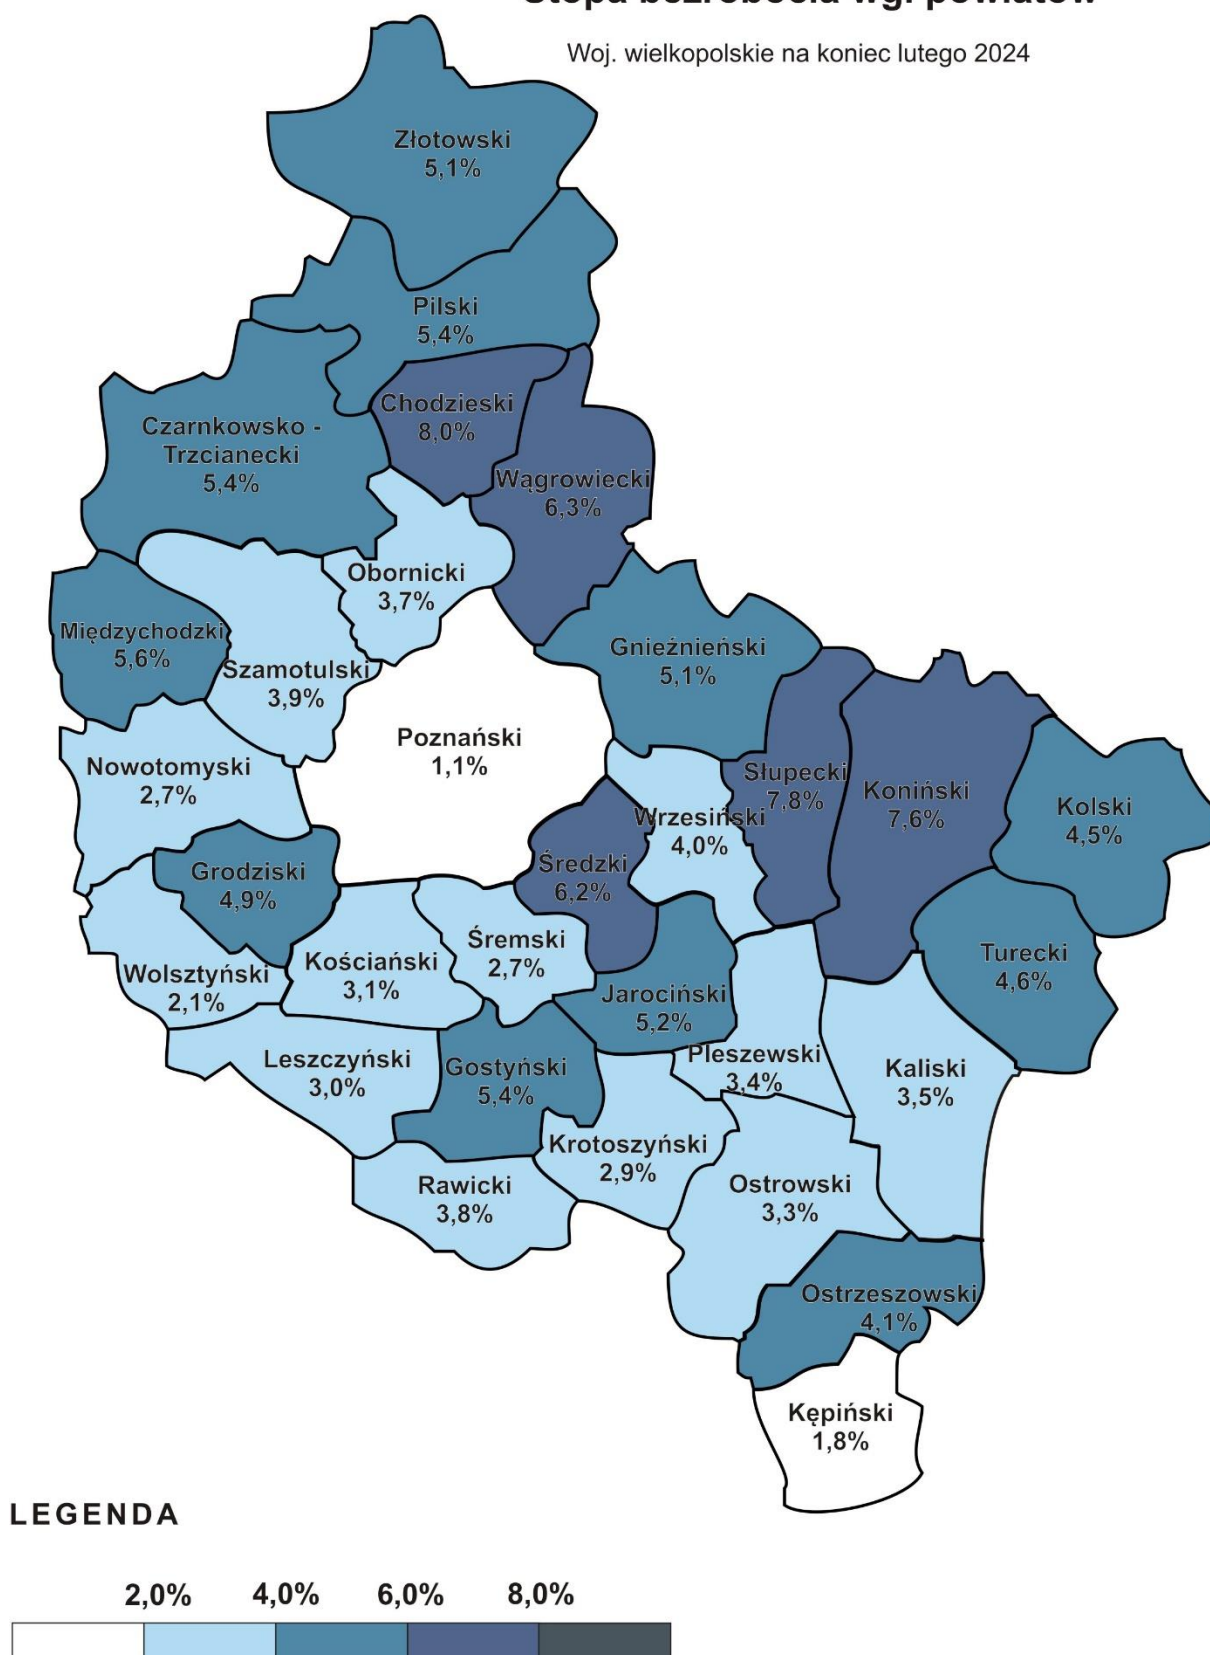 Stopa bezrobocia wg. powiatów
Woj. wielkopolskie na koniec lutego 2024
Złotowski
5,1%
Pilski
5,4%
Chodzieski
8,0%
Czarnkowsko -
Trzcianecki
5,4%
Wągrowiecki
6,3%
Obornicki
3,7%
Międzychodzki
5,6%
Szamotulski
3,9%
Gnieźnieński
5,1%
Poznański
1,1%
Nowotomyski
2,7%
Słupecki
7,8%
Koniński
7,6%
Kolski
4,5%
Wrzesiński
4,0%
Średzki
6,2%
Grodziski
4,9%
Śremski
2,7%
Kościański
3,1%
Wolsztyński
2,1%
Turecki
4,6%
Jarociński
5,2%
Leszczyński
3,0%
Gostyński
5,4%
Pleszewski
3,4%
Kaliski
3,5%
Krotoszyński
2,9%
Rawicki
3,8%
Ostrowski
3,3%
Ostrzeszowski
4,1%
Kępiński
1,8%
LEGENDA
2,0% 4,0% 6,0% 8,0%